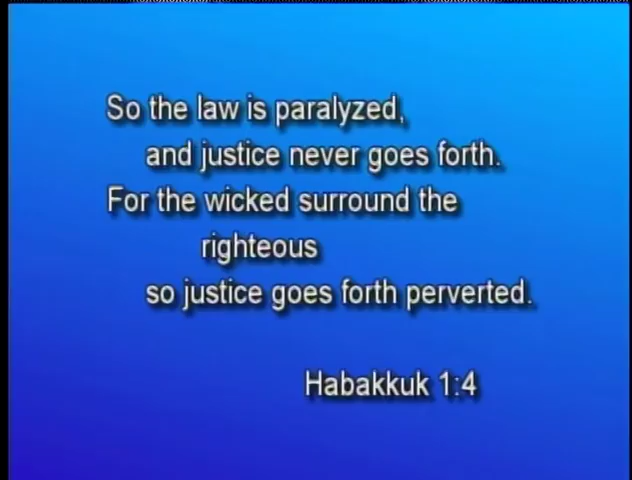 So the law is paralyzed,
and justice never goes forth.
For the wicked surround the
righteous
so justice goes forth perverted.
Habakkuk 1:4